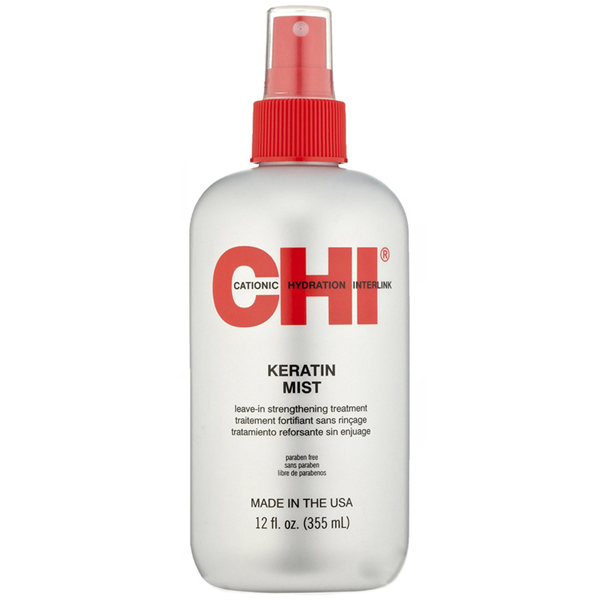 CHI®
CATIONIC HYDRATION INTERLINK
KERATIN
MIST
leave-in strengthening treatment
traitement fortifiant sans rinçage
tratamiento reforsante sin enjuage
paraben free
sans paraben
libre de parabenos
MADE IN THE USA
12 fl. oz. (355 mL)